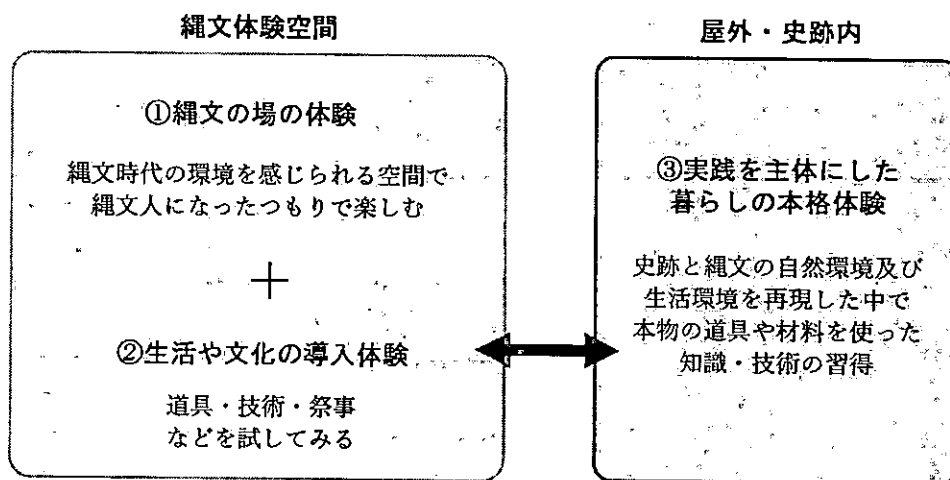 縄文体験空間
①縄文の場の体験
縄文時代の環境を感じられる空間で
縄文人になったつもりで楽しむ
＋
②生活や文化の導入体験
道具・技術・祭事
などを試してみる
屋外・史跡内
③実践を主体にした
暮らしの本格体験
史跡と縄文の自然環境及び
生活環境を再現した中で
本物の道具や材料を使った
知識・技術の習得